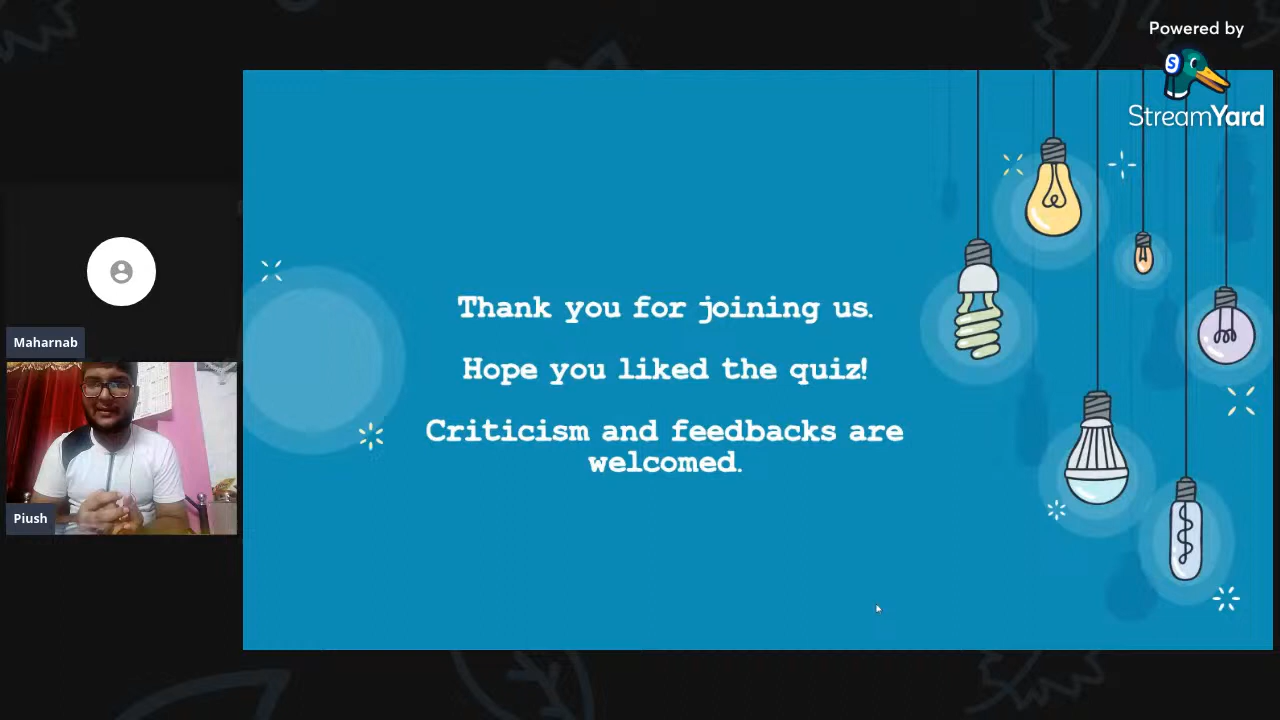 Powered by
StreamYard
Thank you for joining us.
Hope you liked the quiz!
Criticism and feedbacks are
welcomed.
Maharnab
Piush